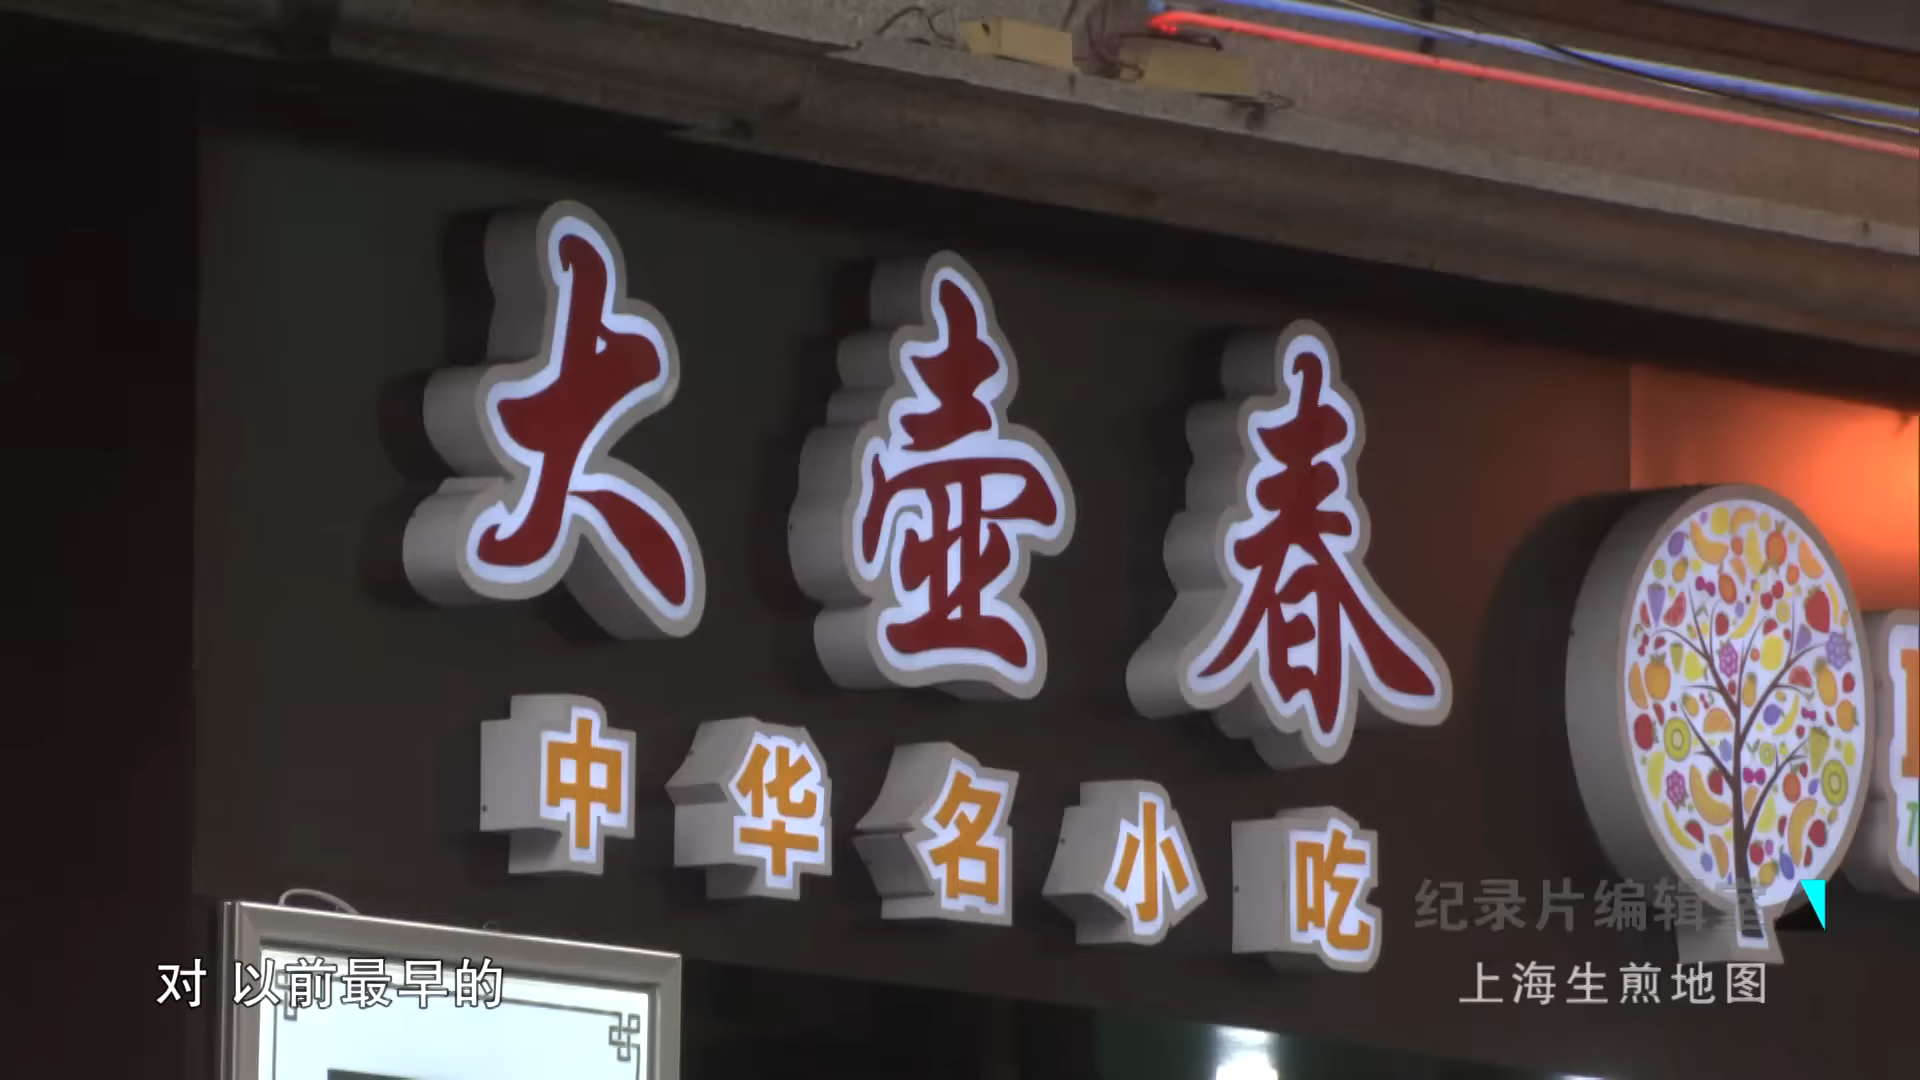 大壶春
中华名小吃
纪录片编辑室
对 以前最早的
上海生煎地图